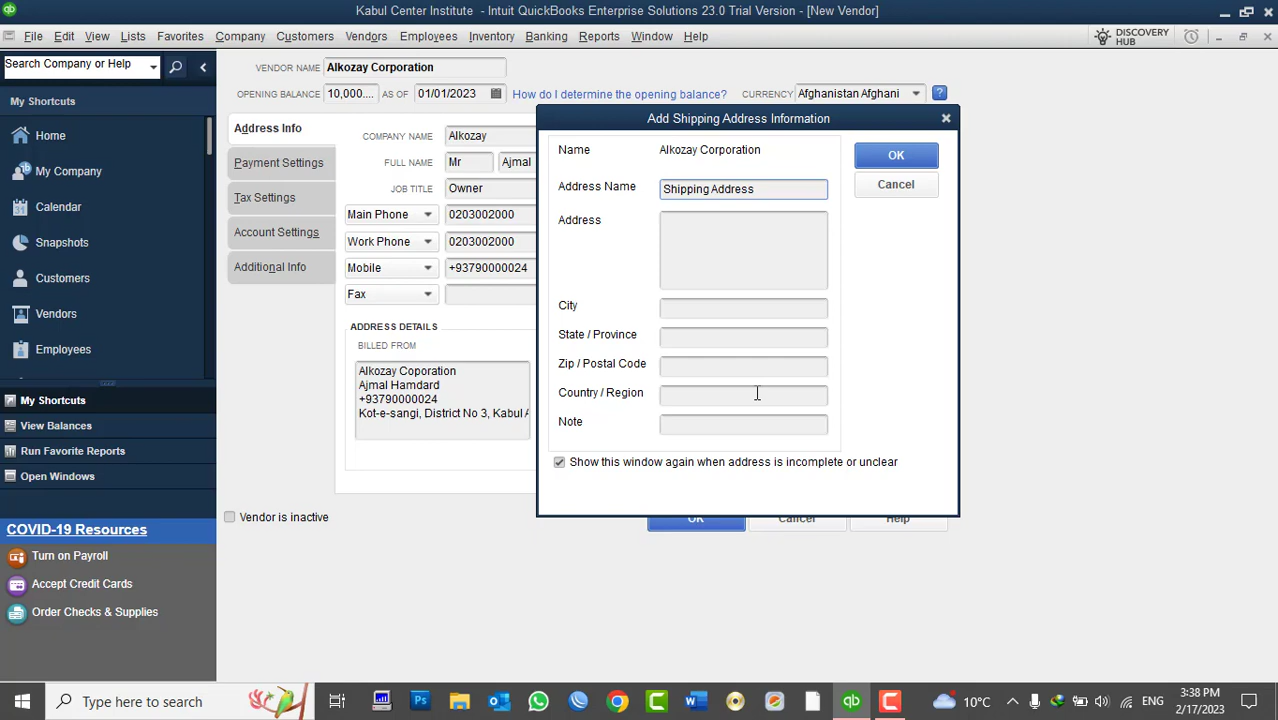 Kabul Center Institute - Intuit QuickBooks Enterprise Solutions 23.0 Trial Version - [New Vendor]
File Edit View Lists Favorites Company Customers Vendors Employees Inventory Banking Reports Window Help
DISCOVERY HUB
Search Company or Help
My Shortcuts
Home
My Company
Calendar
Snapshots
Customers
Vendors
Employees
My Shortcuts
View Balances
Run Favorite Reports
Open Windows
COVID-19 Resources
Turn on Payroll
Accept Credit Cards
Order Checks & Supplies
VENDOR NAME Alkozay Corporation
OPENING BALANCE 10,000.... AS OF 01/01/2023 How do I determine the opening balance? CURRENCY Afghanistan Afghani ?
Address Info
Payment Settings
Tax Settings
Account Settings
Additional Info
COMPANY NAME Alkozay
FULL NAME Mr Ajmal
JOB TITLE Owner
Main Phone 0203002000
Work Phone 0203002000
Mobile +93790000024
Fax
ADDRESS DETAILS
BILLED FROM
Alkozay Coporation
Ajmal Hamdard
+93790000024
Kot-e-sangi, District No 3, Kabul A
Vendor is inactive
OK Cancel Help
Add Shipping Address Information
Name Alkozay Corporation
Address Name Shipping Address
Address
City
State / Province
Zip / Postal Code
Country / Region
Note
Show this window again when address is incomplete or unclear
OK
Cancel
Type here to search
10°C
ENG
3:38 PM
2/17/2023